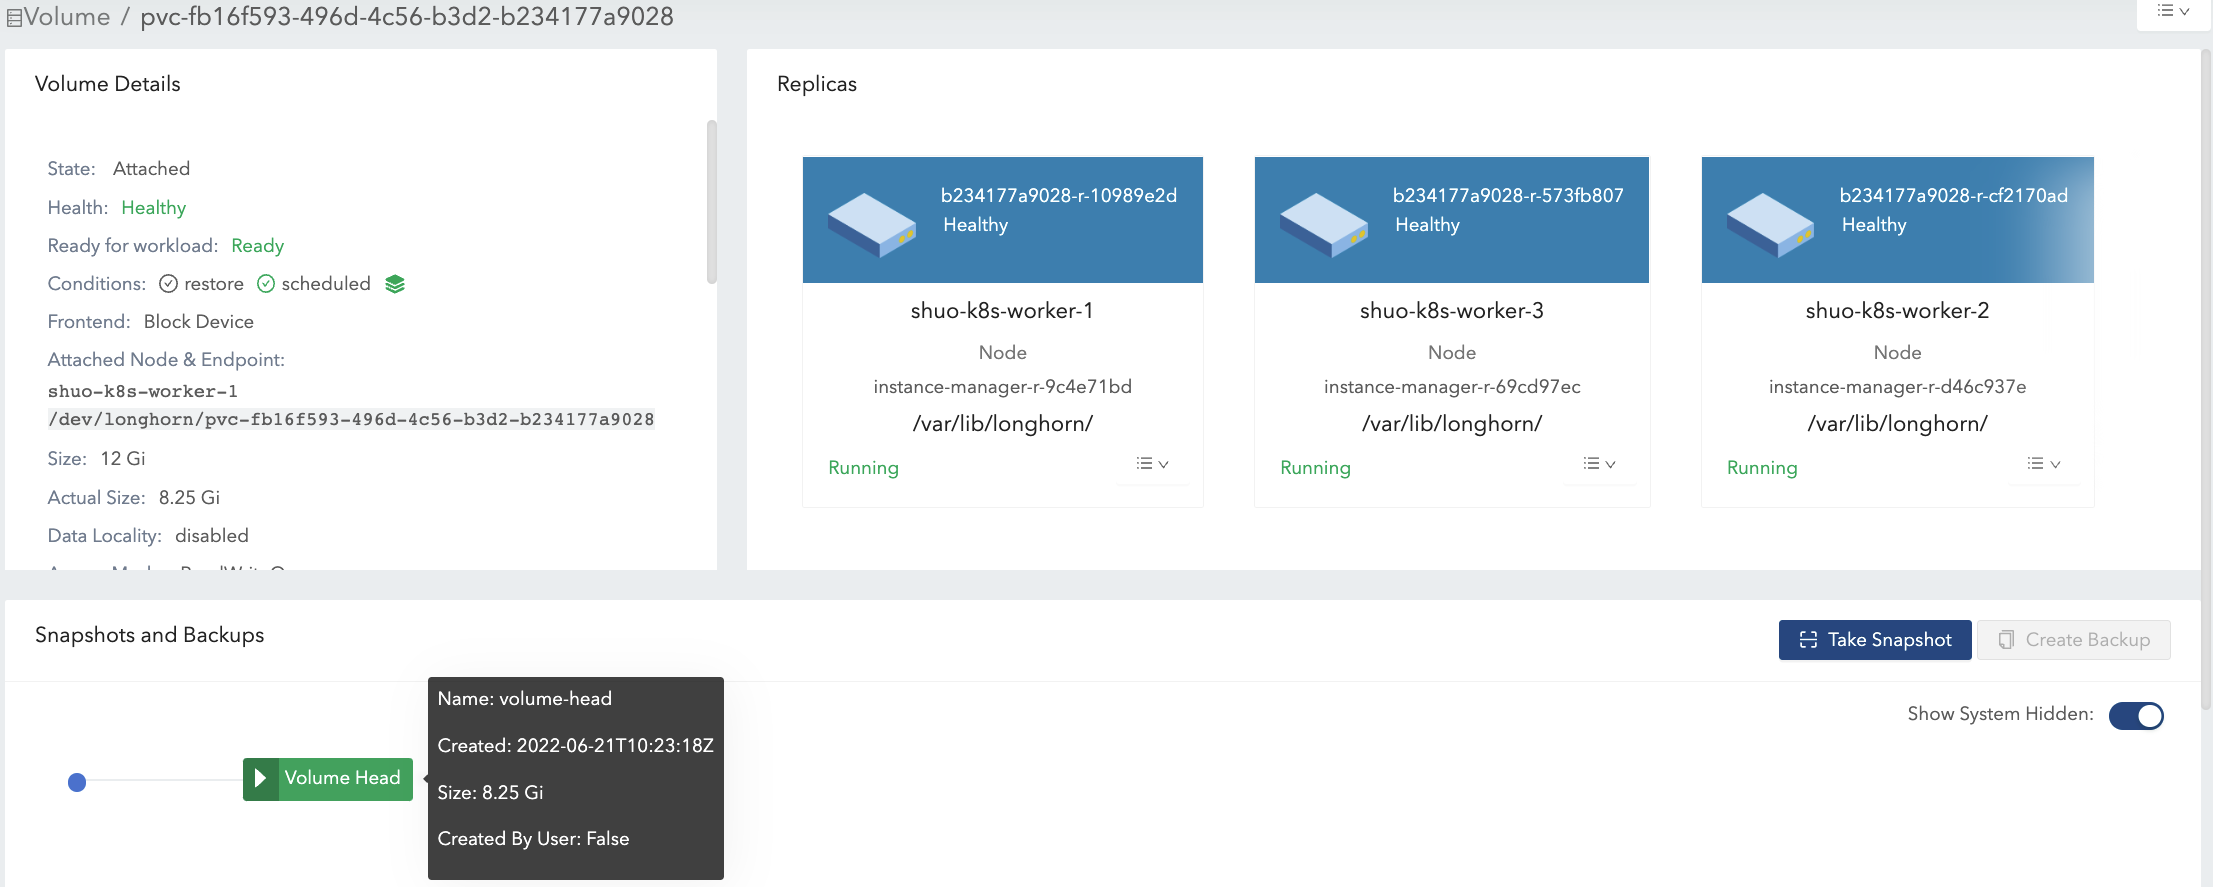 Volume / pvc-fb16f593-496d-4c56-b3d2-b234177a9028
Volume Details
State: Attached
Health: Healthy
Ready for workload: Ready
Conditions: restore scheduled
Frontend: Block Device
Attached Node & Endpoint:
shuo-k8s-worker-1
/dev/longhorn/pvc-fb16f593-496d-4c56-b3d2-b234177a9028
Size: 12 Gi
Actual Size: 8.25 Gi
Data Locality: disabled
Replicas
b234177a9028-r-10989e2d
Healthy
shuo-k8s-worker-1
Node
instance-manager-r-9c4e71bd
/var/lib/longhorn/
Running
b234177a9028-r-573fb807
Healthy
shuo-k8s-worker-3
Node
instance-manager-r-69cd97ec
/var/lib/longhorn/
Running
b234177a9028-r-cf2170ad
Healthy
shuo-k8s-worker-2
Node
instance-manager-r-d46c937e
/var/lib/longhorn/
Running
Snapshots and Backups
Take Snapshot
Create Backup
Show System Hidden:
Volume Head
Name: volume-head
Created: 2022-06-21T10:23:18Z
Size: 8.25 Gi
Created By User: False